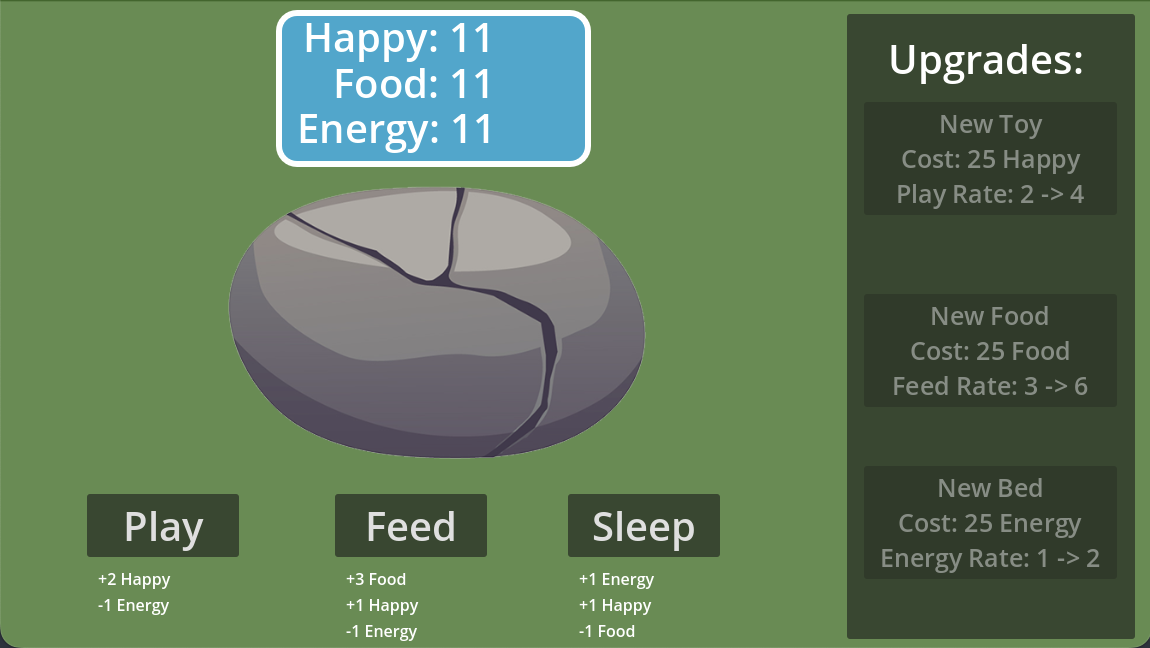 Happy: 11
Food: 11
Energy: 11
Upgrades:
New Toy
Cost: 25 Happy
Play Rate: 2 -> 4
New Food
Cost: 25 Food
Feed Rate: 3 -> 6
New Bed
Cost: 25 Energy
Energy Rate: 1 -> 2
Play
+2 Happy
-1 Energy
Feed
+3 Food
+1 Happy
-1 Energy
Sleep
+1 Energy
+1 Happy
-1 Food